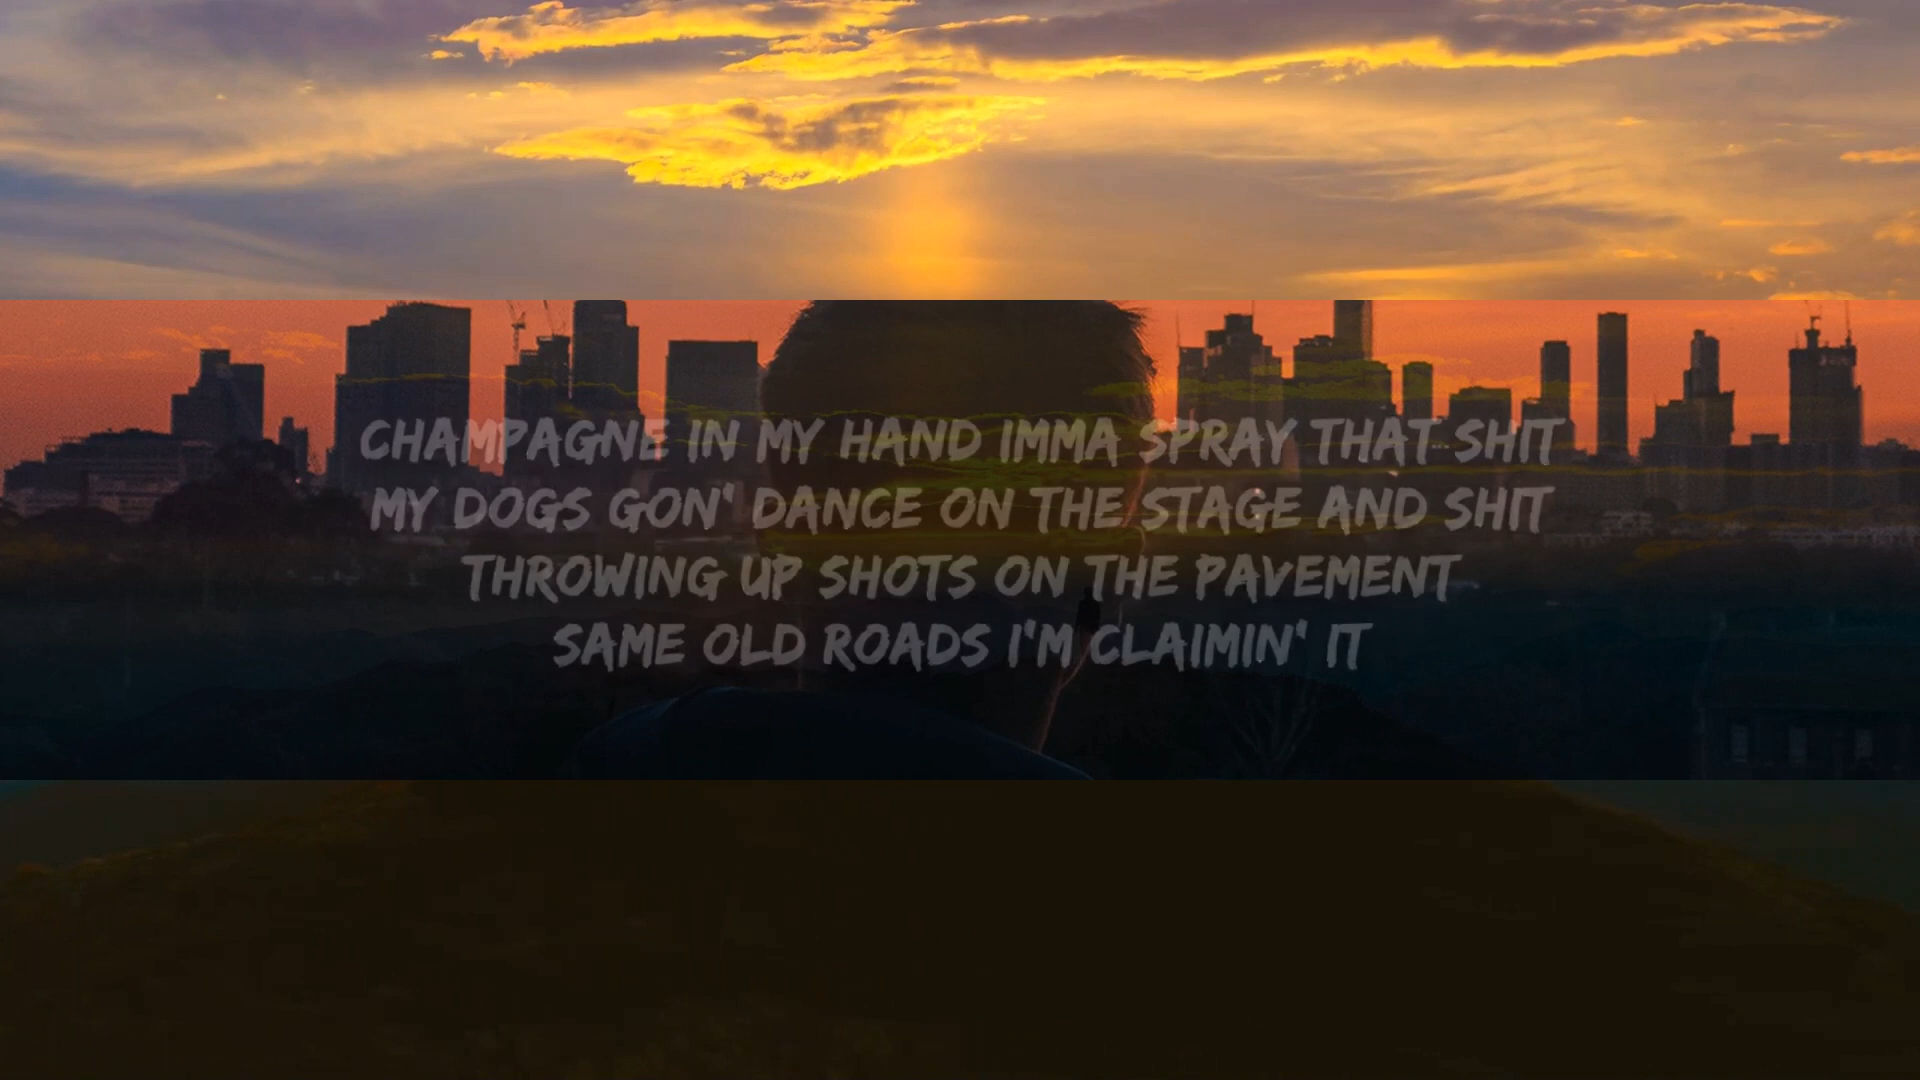 CHAMPAGNE IN MY HAND IMMA SPRAY THAT SHIT
MY DOGS GON' DANCE ON THE STAGE AND SHIT
THROWING UP SHOTS ON THE PAVEMENT
SAME OLD ROADS I'M CLAIMIN' IT